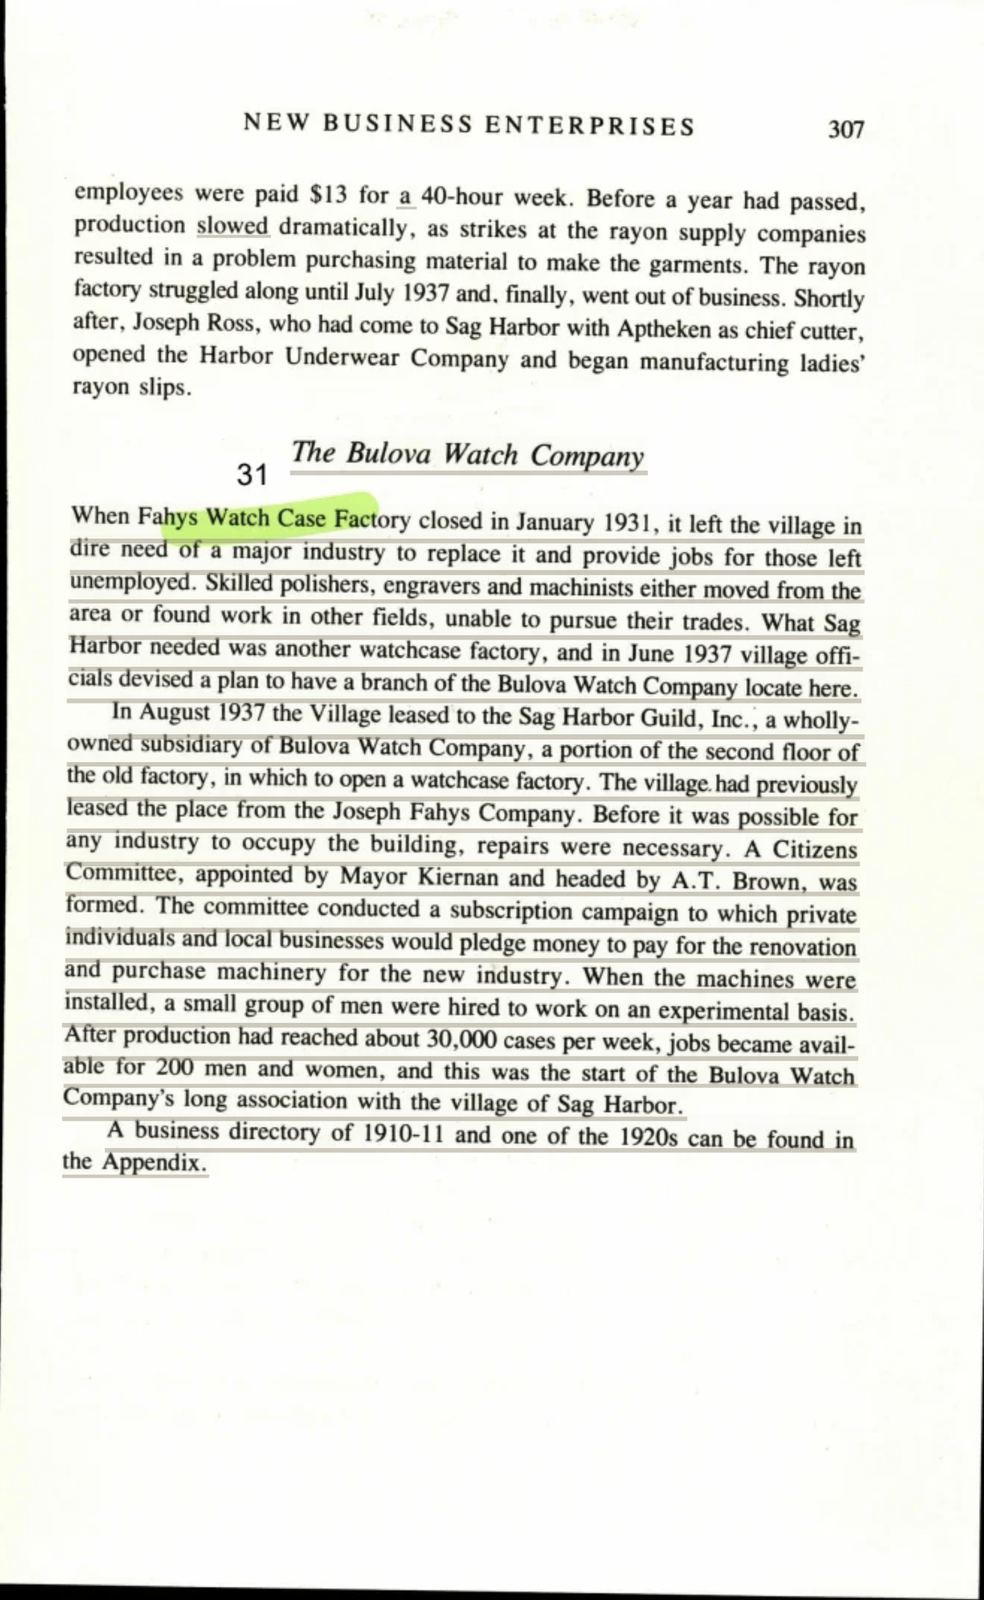 NEW BUSINESS ENTERPRISES 307
employees were paid $13 for a 40-hour week. Before a year had passed,
production slowed dramatically, as strikes at the rayon supply companies
resulted in a problem purchasing material to make the garments. The rayon
factory struggled along until July 1937 and, finally, went out of business. Shortly
after, Joseph Ross, who had come to Sag Harbor with Aptheken as chief cutter,
opened the Harbor Underwear Company and began manufacturing ladies'
rayon slips.
The Bulova Watch Company
31
When Fahys Watch Case Factory closed in January 1931, it left the village in
dire need of a major industry to replace it and provide jobs for those left
unemployed. Skilled polishers, engravers and machinists either moved from the
area or found work in other fields, unable to pursue their trades. What Sag
Harbor needed was another watchcase factory, and in June 1937 village offi-
cials devised a plan to have a branch of the Bulova Watch Company locate here.
In August 1937 the Village leased to the Sag Harbor Guild, Inc., a wholly-
owned subsidiary of Bulova Watch Company, a portion of the second floor of
the old factory, in which to open a watchcase factory. The village had previously
leased the place from the Joseph Fahys Company. Before it was possible for
any industry to occupy the building, repairs were necessary. A Citizens
Committee, appointed by Mayor Kiernan and headed by A.T. Brown, was
formed. The committee conducted a subscription campaign to which private
individuals and local businesses would pledge money to pay for the renovation
and purchase machinery for the new industry. When the machines were
installed, a small group of men were hired to work on an experimental basis.
After production had reached about 30,000 cases per week, jobs became avail-
able for 200 men and women, and this was the start of the Bulova Watch
Company's long association with the village of Sag Harbor.
A business directory of 1910-11 and one of the 1920s can be found in
the Appendix.